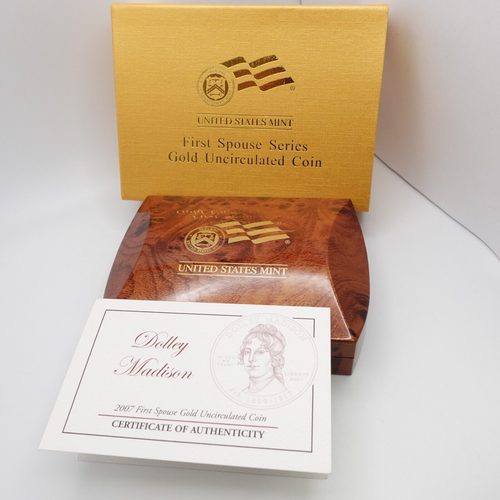 UNITED STATES MINT
First Spouse Series
Gold Uncirculated Coin
UNITED STATES MINT
Dolley
Madison
2007 First Spouse Gold Uncirculated Coin
CERTIFICATE OF AUTHENTICITY